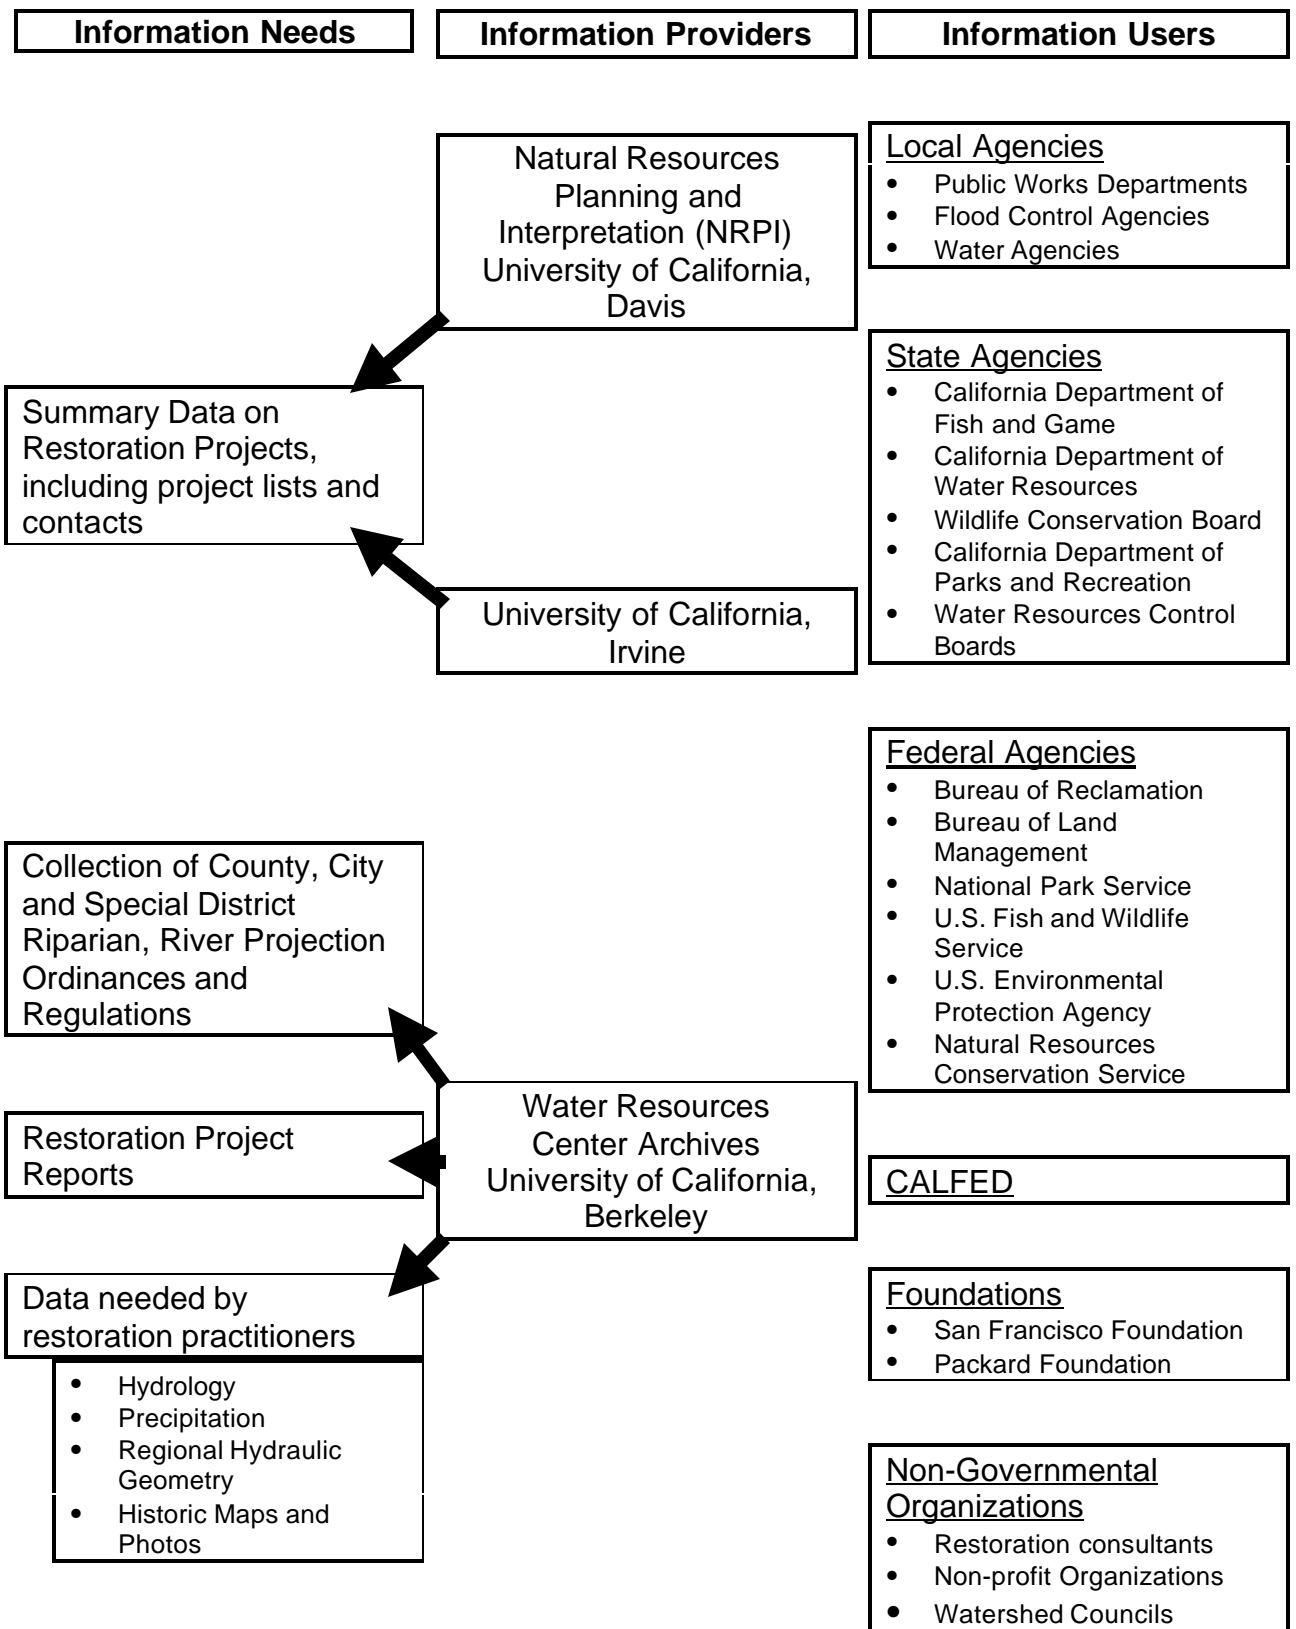 Information Needs
Information Providers
Information Users
Natural Resources
Planning and
Interpretation (NRPI)
University of California,
Davis
Summary Data on
Restoration Projects,
including project lists and
contacts
University of California,
Irvine
Collection of County, City
and Special District
Riparian, River Projection
Ordinances and
Regulations
Water Resources
Center Archives
University of California,
Berkeley
Restoration Project
Reports
Data needed by
restoration practitioners
• Hydrology
• Precipitation
• Regional Hydraulic
Geometry
• Historic Maps and
Photos
Local Agencies
• Public Works Departments
• Flood Control Agencies
• Water Agencies
State Agencies
• California Department of
Fish and Game
• California Department of
Water Resources
• Wildlife Conservation Board
• California Department of
Parks and Recreation
• Water Resources Control
Boards
Federal Agencies
• Bureau of Reclamation
• Bureau of Land
Management
• National Park Service
• U.S. Fish and Wildlife
Service
• U.S. Environmental
Protection Agency
• Natural Resources
Conservation Service
CALFED
Foundations
• San Francisco Foundation
• Packard Foundation
Non-Governmental
Organizations
• Restoration consultants
• Non-profit Organizations
• Watershed Councils